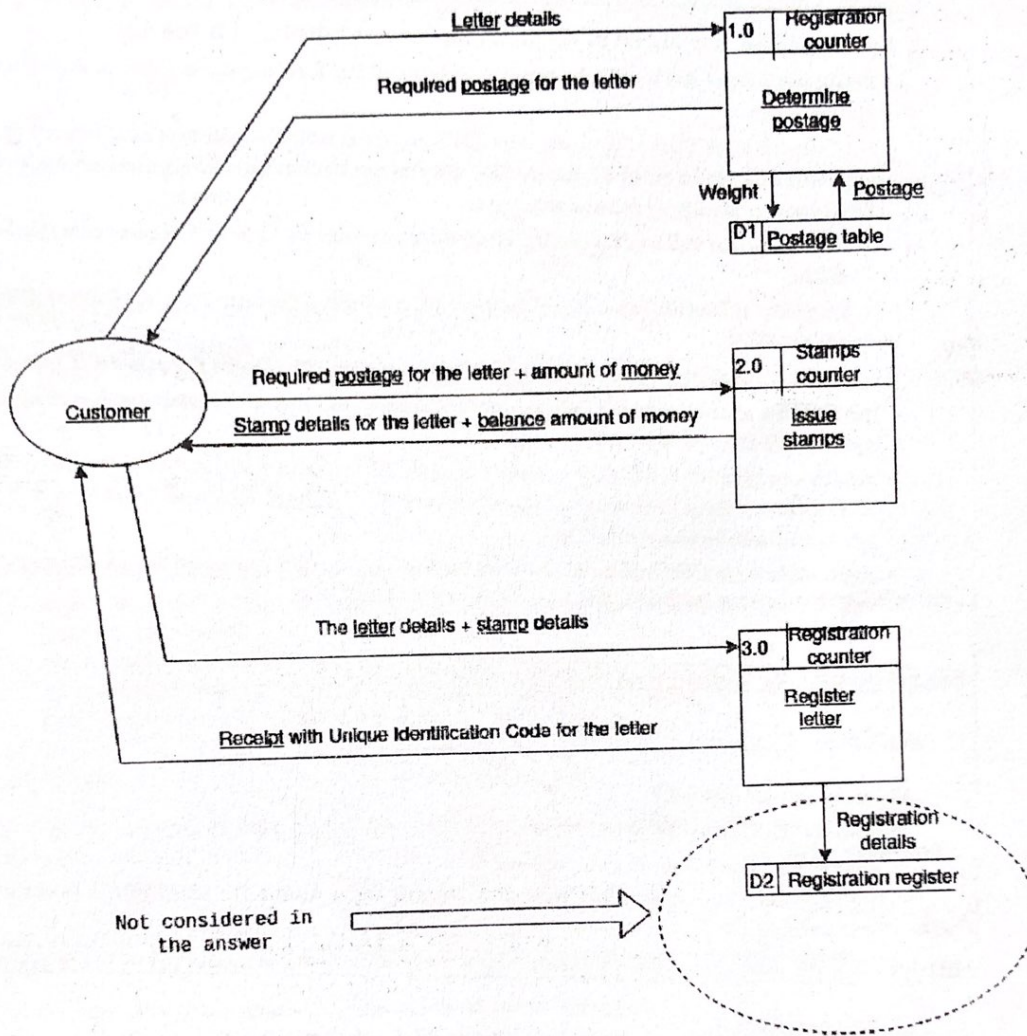 Letter details
1.0
Registration
counter
Required postage for the letter
Determine
postage
Weight
Postage
D1
Postage table
Customer
Required postage for the letter + amount of money
2.0
Stamps
counter
Stamp details for the letter + balance amount of money
Issue
stamps
The letter details + stamp details
3.0
Registration
counter
Register
letter
Receipt with Unique Identification Code for the letter
Registration
details
D2
Registration register
Not considered in
the answer